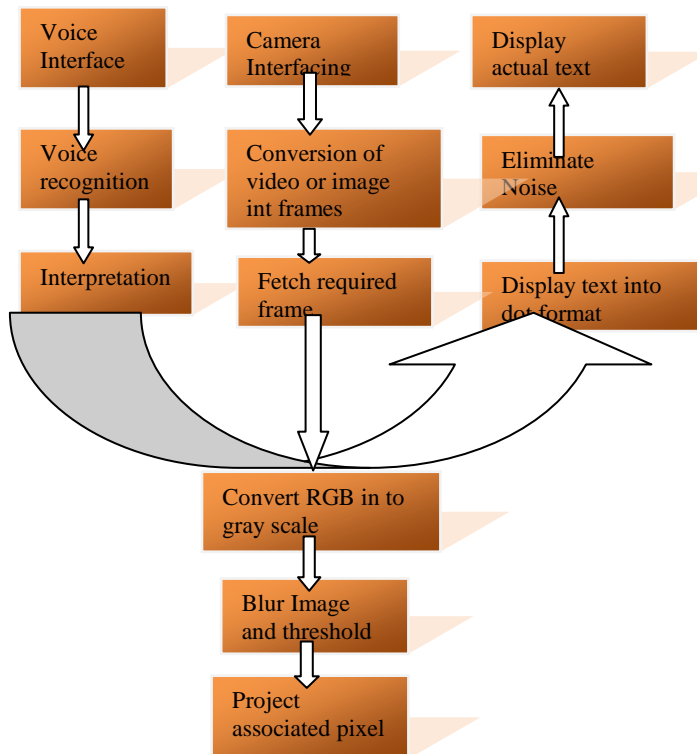 Voice
Interface
Camera
Interfacing
Display
actual text
Voice
recognition
Conversion of
video or image
int frames
Eliminate
Noise
Interpretation
Fetch required
frame
Display text into
dot format
Convert RGB in to
gray scale
Blur Image
and threshold
Project
associated pixel